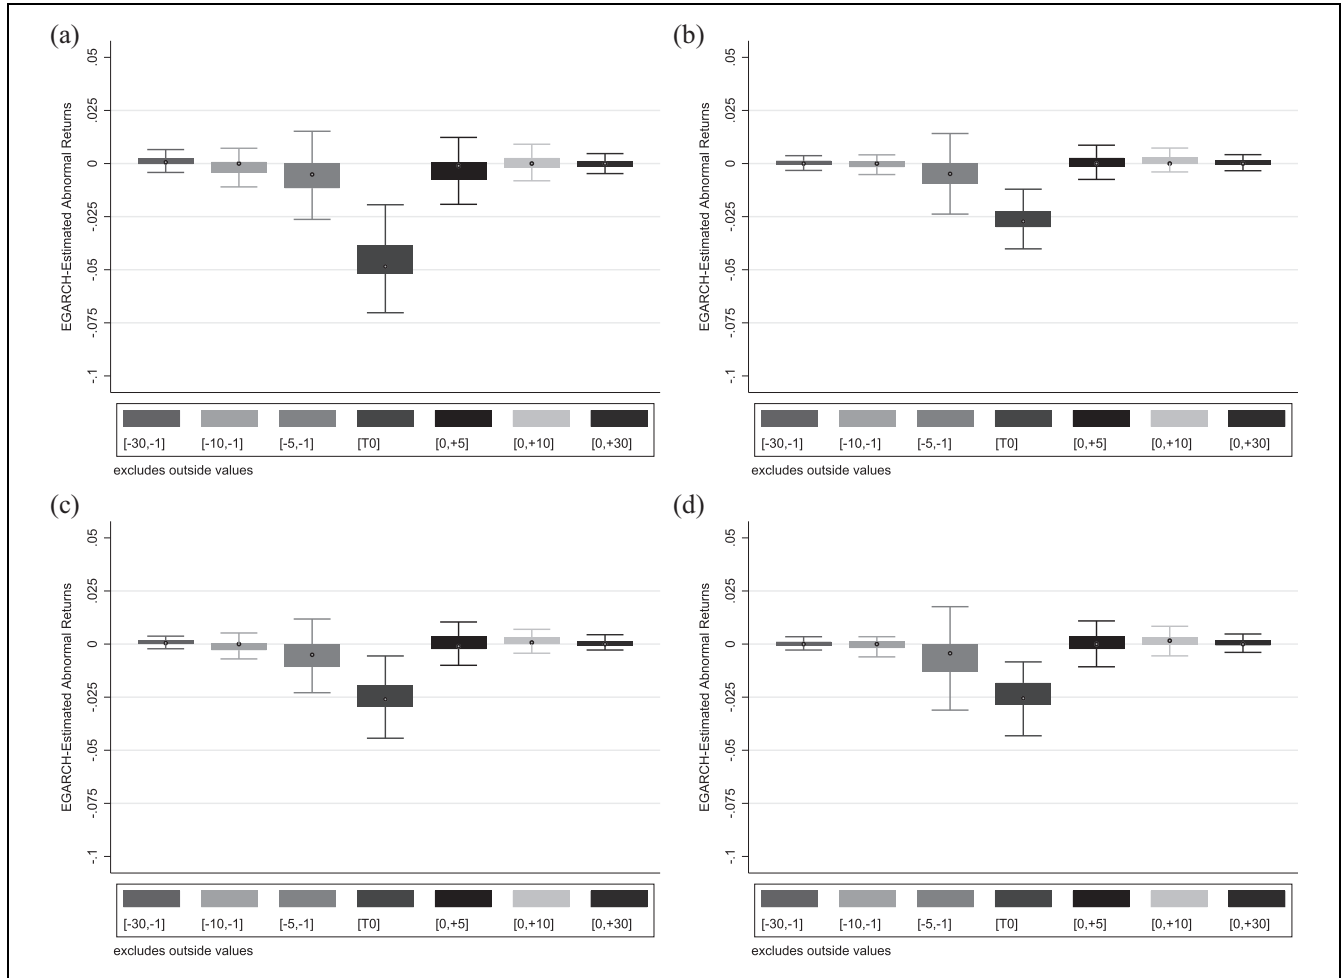 (a)
EGARCH-Estimated Abnormal Returns
.05
.025
0
-.025
-.05
-.075
-.1
[-30,-1] [-10,-1] [-5,-1] [T0] [0,+5] [0,+10] [0,+30]
excludes outside values
(b)
EGARCH-Estimated Abnormal Returns
.05
.025
0
-.025
-.05
-.075
-.1
[-30,-1] [-10,-1] [-5,-1] [T0] [0,+5] [0,+10] [0,+30]
excludes outside values
(c)
EGARCH-Estimated Abnormal Returns
.05
.025
0
-.025
-.05
-.075
-.1
[-30,-1] [-10,-1] [-5,-1] [T0] [0,+5] [0,+10] [0,+30]
excludes outside values
(d)
EGARCH-Estimated Abnormal Returns
.05
.025
0
-.025
-.05
-.075
-.1
[-30,-1] [-10,-1] [-5,-1] [T0] [0,+5] [0,+10] [0,+30]
excludes outside values